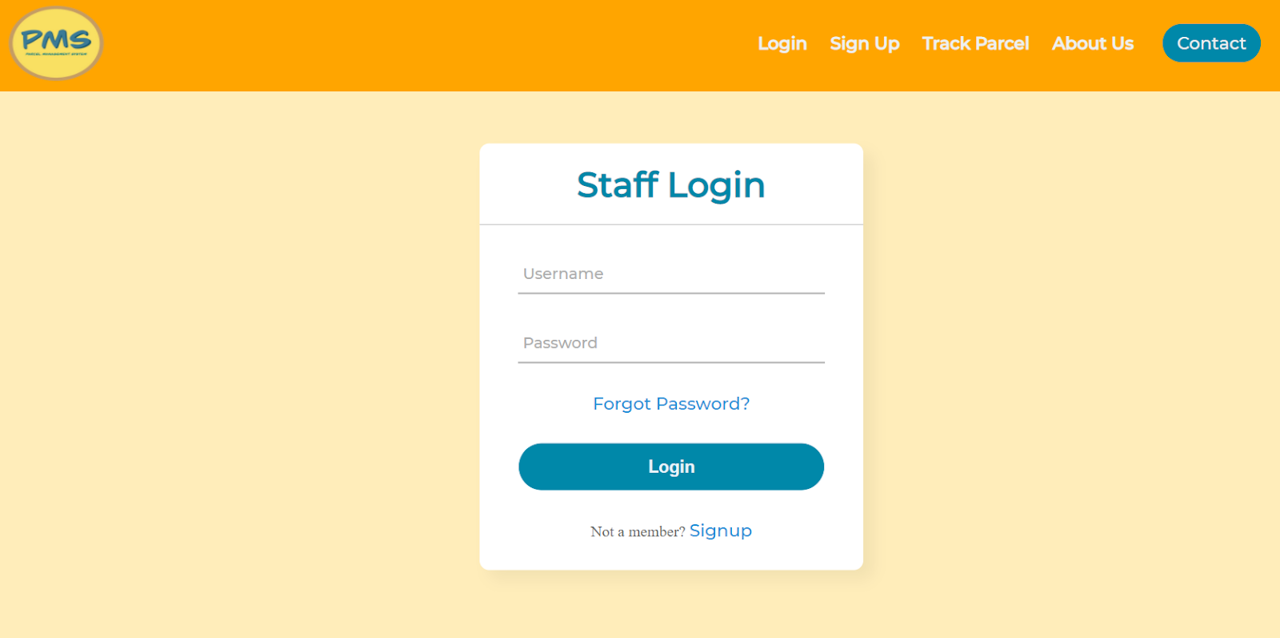 PMS
PARCEL MANAGEMENT SYSTEM
Login Sign Up Track Parcel About Us Contact
Staff Login
Username
Password
Forgot Password?
Login
Not a member? Signup